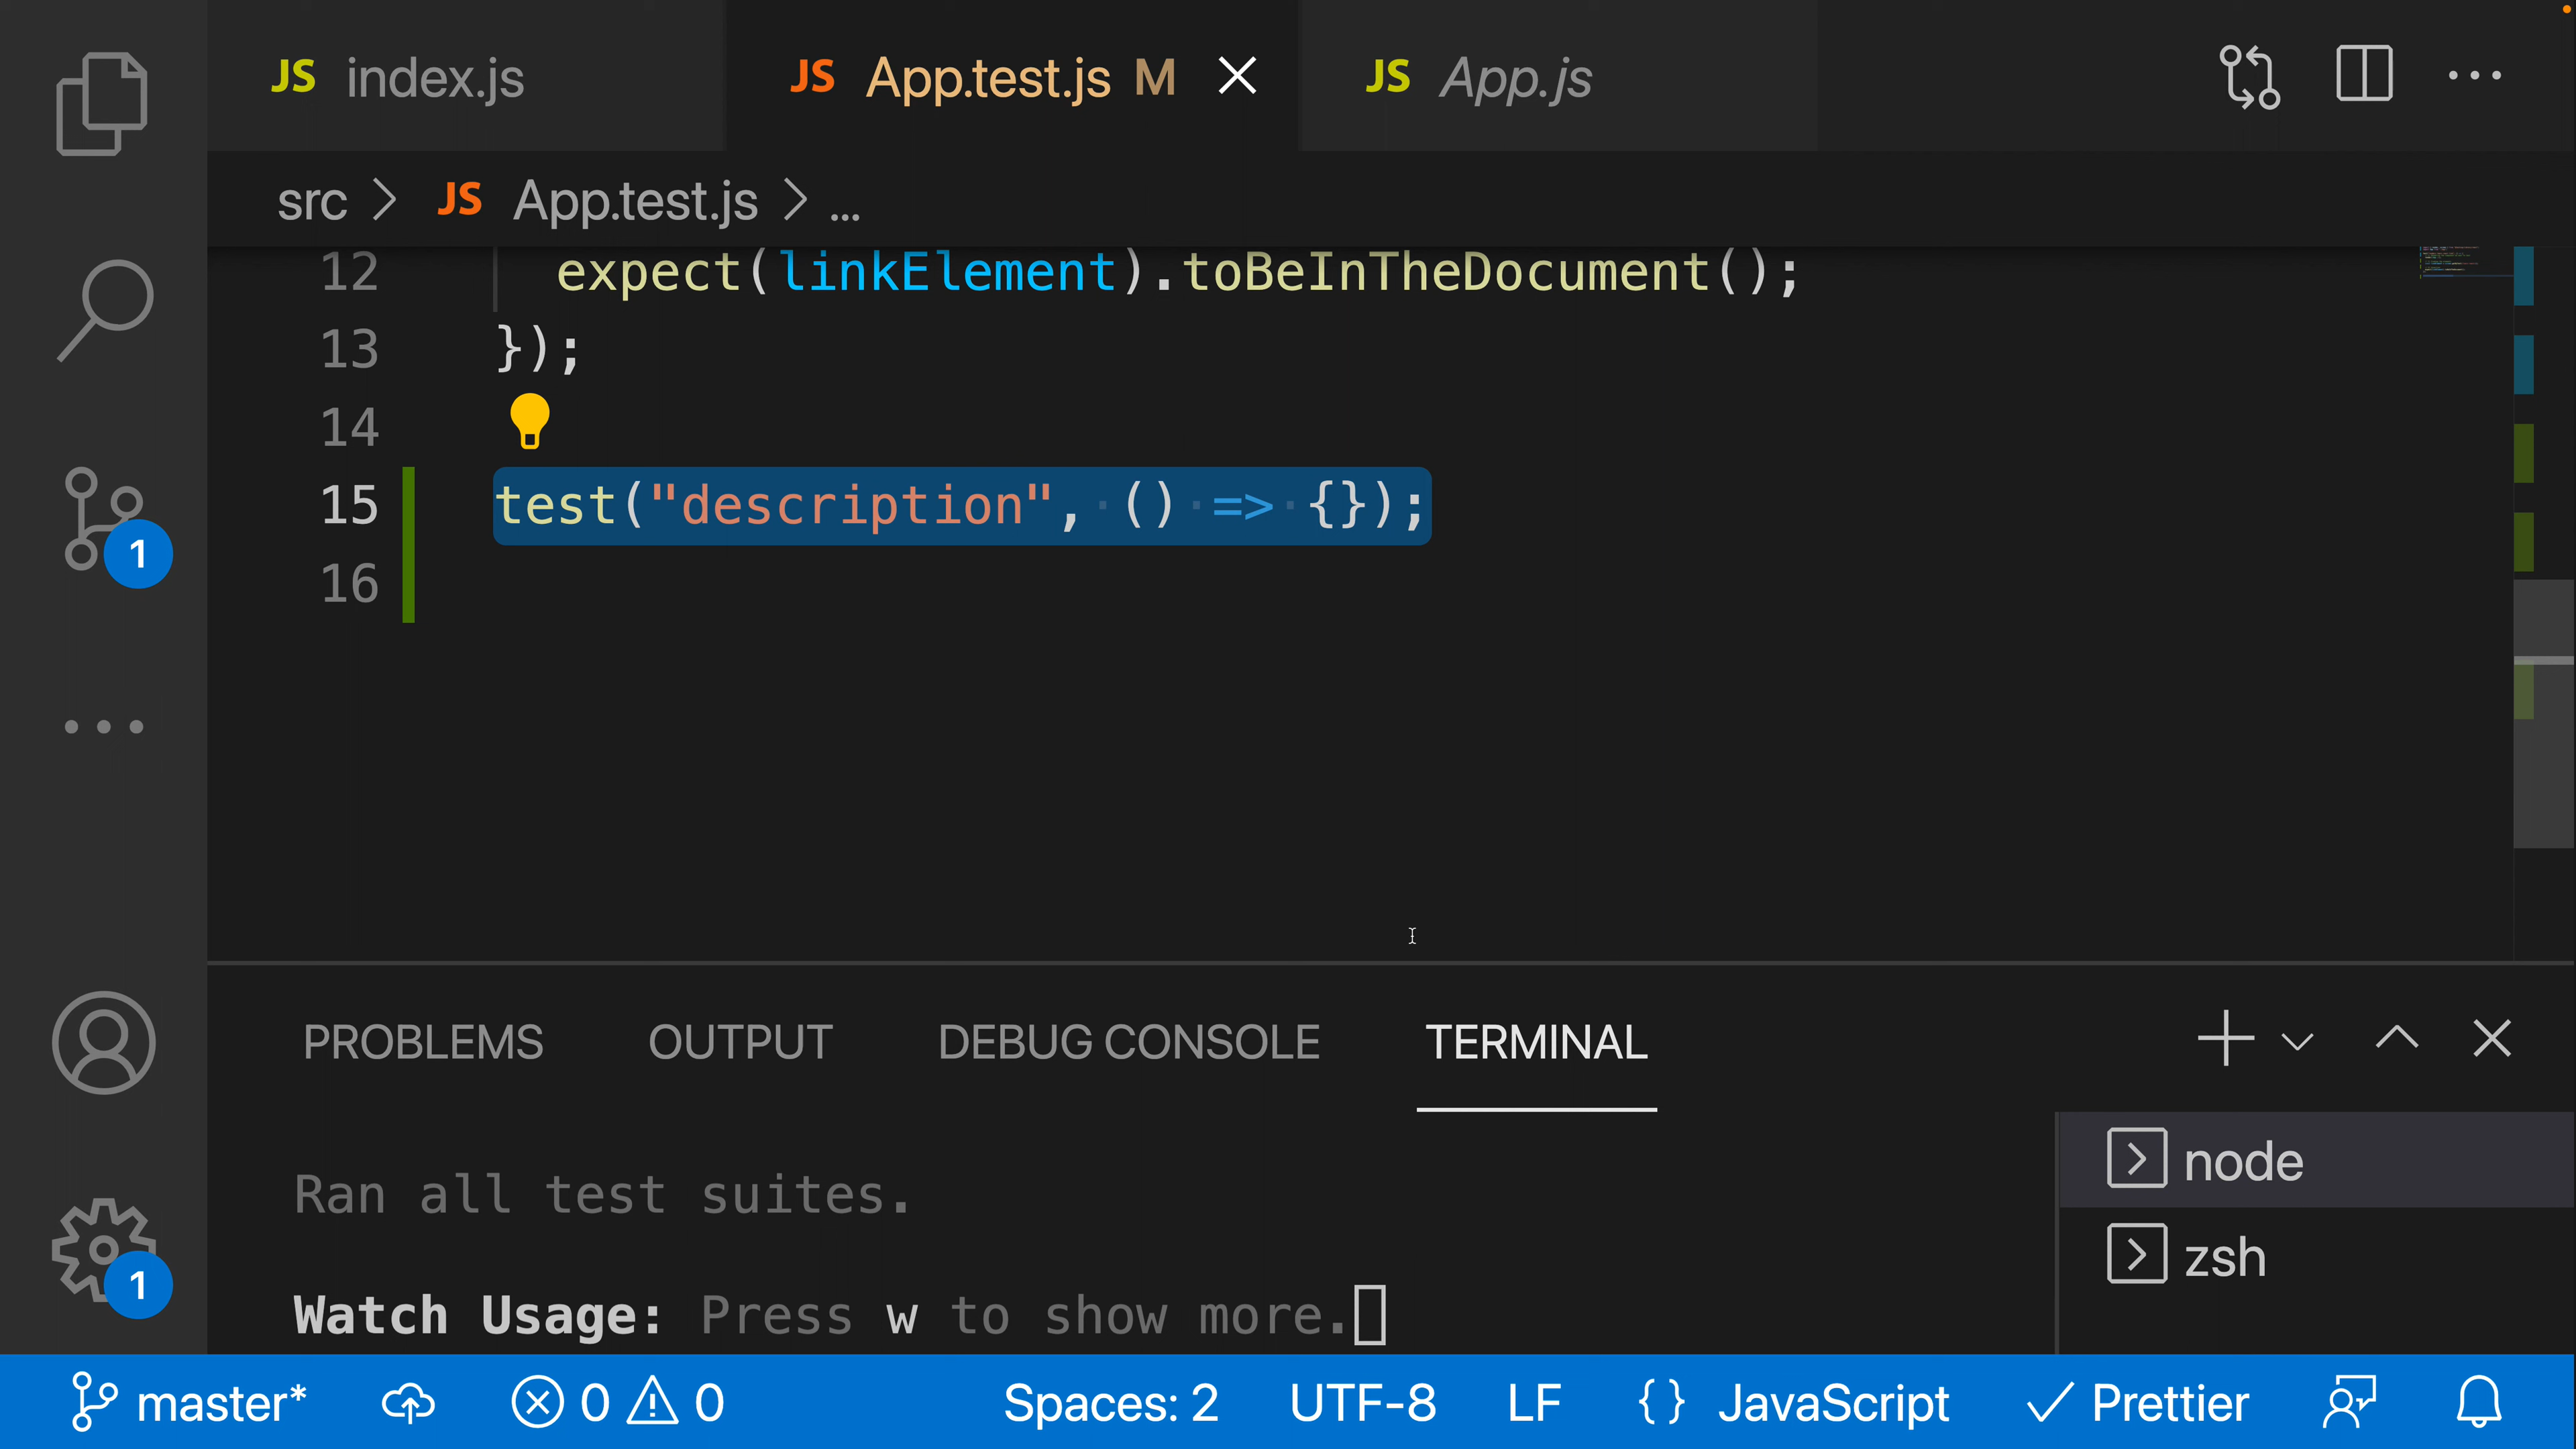 JS index.js JS App.test.js M JS App.js
src > JS App.test.js > ...
12 expect(linkElement).toBeInTheDocument();
13 });
14
15 test("description", () => {});
16
1
PROBLEMS OUTPUT DEBUG CONSOLE TERMINAL
Ran all test suites.
node
zsh
Watch Usage: Press w to show more.
1
master* 0 0 Spaces: 2 UTF-8 LF {} JavaScript Prettier